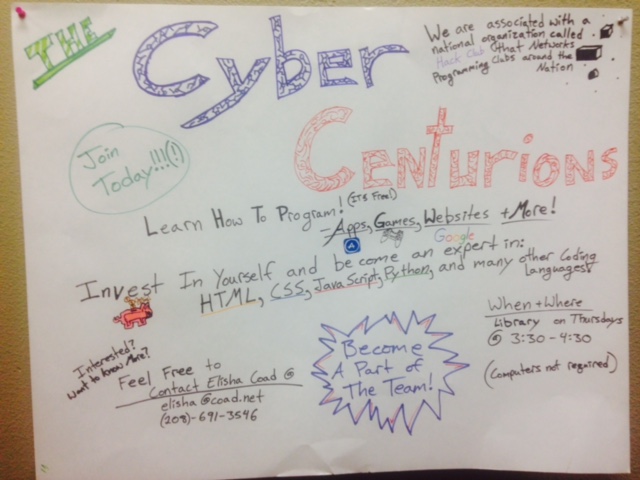 THE
Cyber
Centurions
We are associated with a
national organization called
Hack Club that Networks
Programming Clubs around the
Nation
Join
Today!!!(!)
Learn How To Program! (ITS Free!)
- Apps, Games, Websites + More!
Google
Invest In Yourself and become an expert in:
HTML, CSS, JavaScript, Python, and many other Coding
Languages!
When + Where
Library on Thursdays
@ 3:30-4:30
(Computers not required)
Interested?
Want to know More?
Feel Free to
Contact Elisha Coad @
elisha@coad.net
(208)-691-3546
Become
A Part of
The Team!